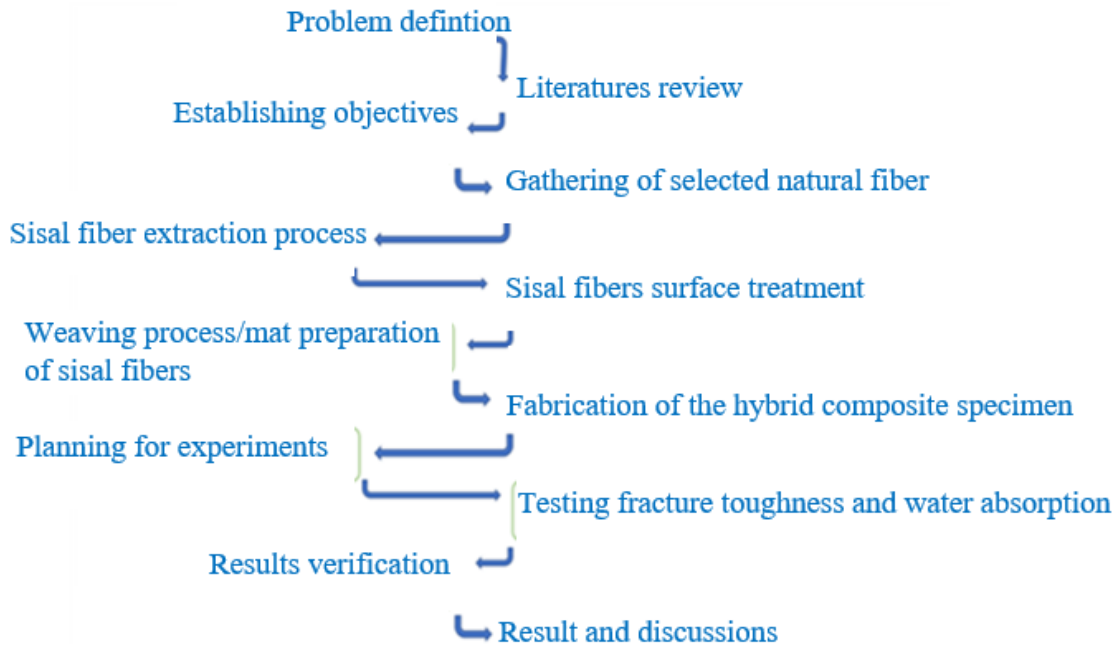 Problem defintion
Literatures review
Establishing objectives
Gathering of selected natural fiber
Sisal fiber extraction process
Sisal fibers surface treatment
Weaving process/mat preparation
of sisal fibers
Fabrication of the hybrid composite specimen
Planning for experiments
Testing fracture toughness and water absorption
Results verification
Result and discussions